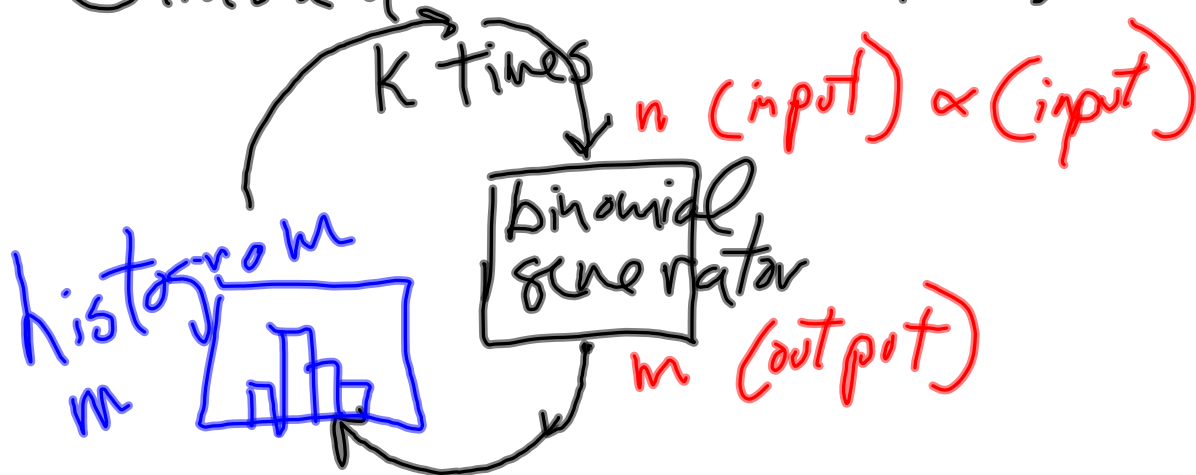 K times
n (input) ∝ (input)
binomial
generator
histogram
m
m (output)